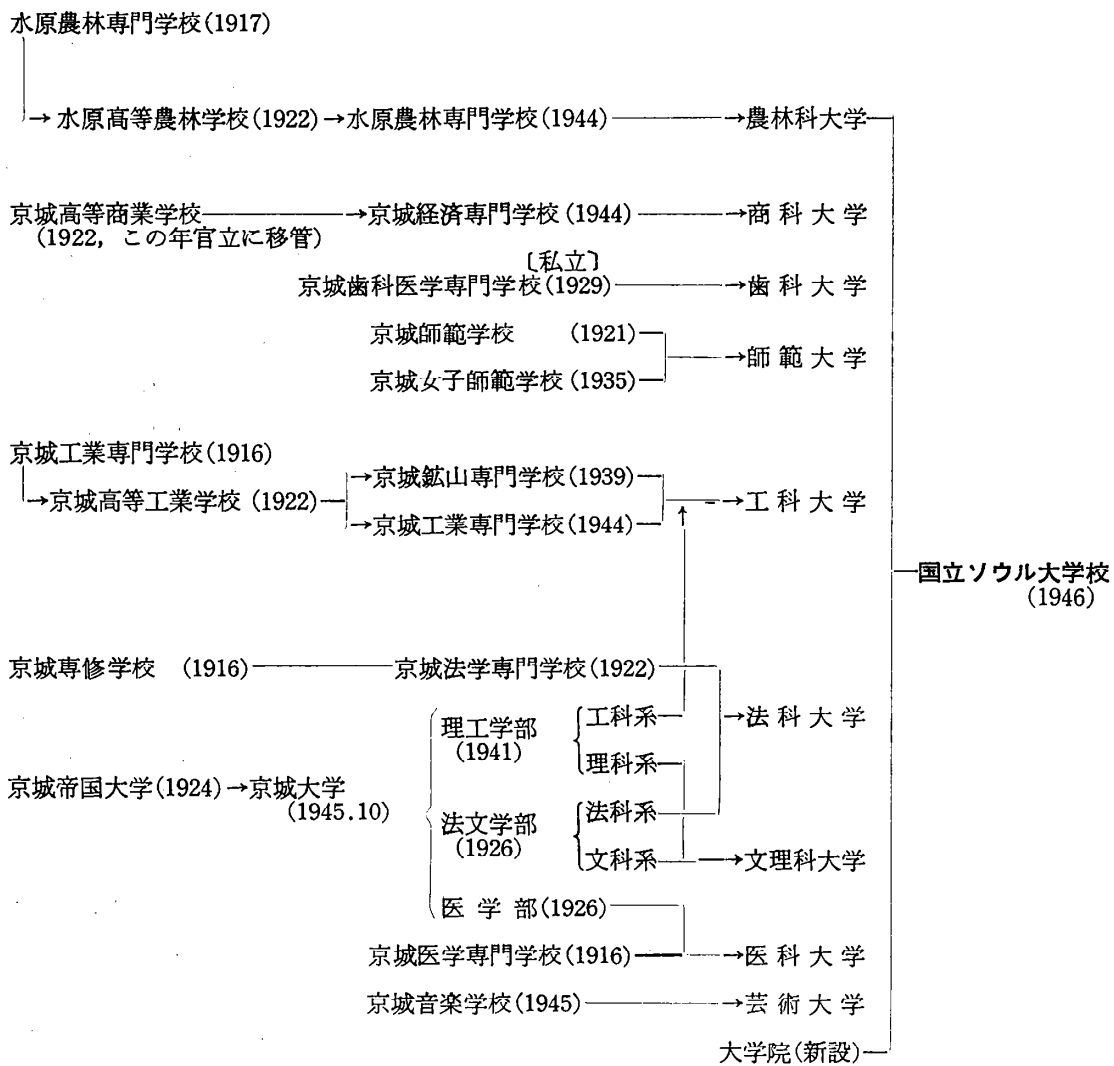 水原農林専門学校(1917)
水原高等農林学校(1922)→水原農林専門学校(1944)→農林科大学
京城高等商業学校→京城経済専門学校(1944)→商科大学
(1922, この年官立に移管)
〔私立〕
京城歯科医学専門学校(1929)→歯科大学
京城師範学校 (1921)
→師範大学
京城女子師範学校(1935)
京城工業専門学校(1916)
→京城鉱山専門学校(1939)
→京城高等工業学校 (1922)
→工科大学
→京城工業専門学校(1944)
国立ソウル大学校
(1946)
京城専修学校 (1916)
京城法学専門学校(1922)
理工学部
(1941)
工科系
→法科大学
理科系
京城帝国大学(1924)→京城大学
(1945.10)
法文学部
(1926)
法科系
文科系
→文理科大学
医学部(1926)
京城医学専門学校(1916)→医科大学
京城音楽学校(1945)→芸術大学
大学院(新設)